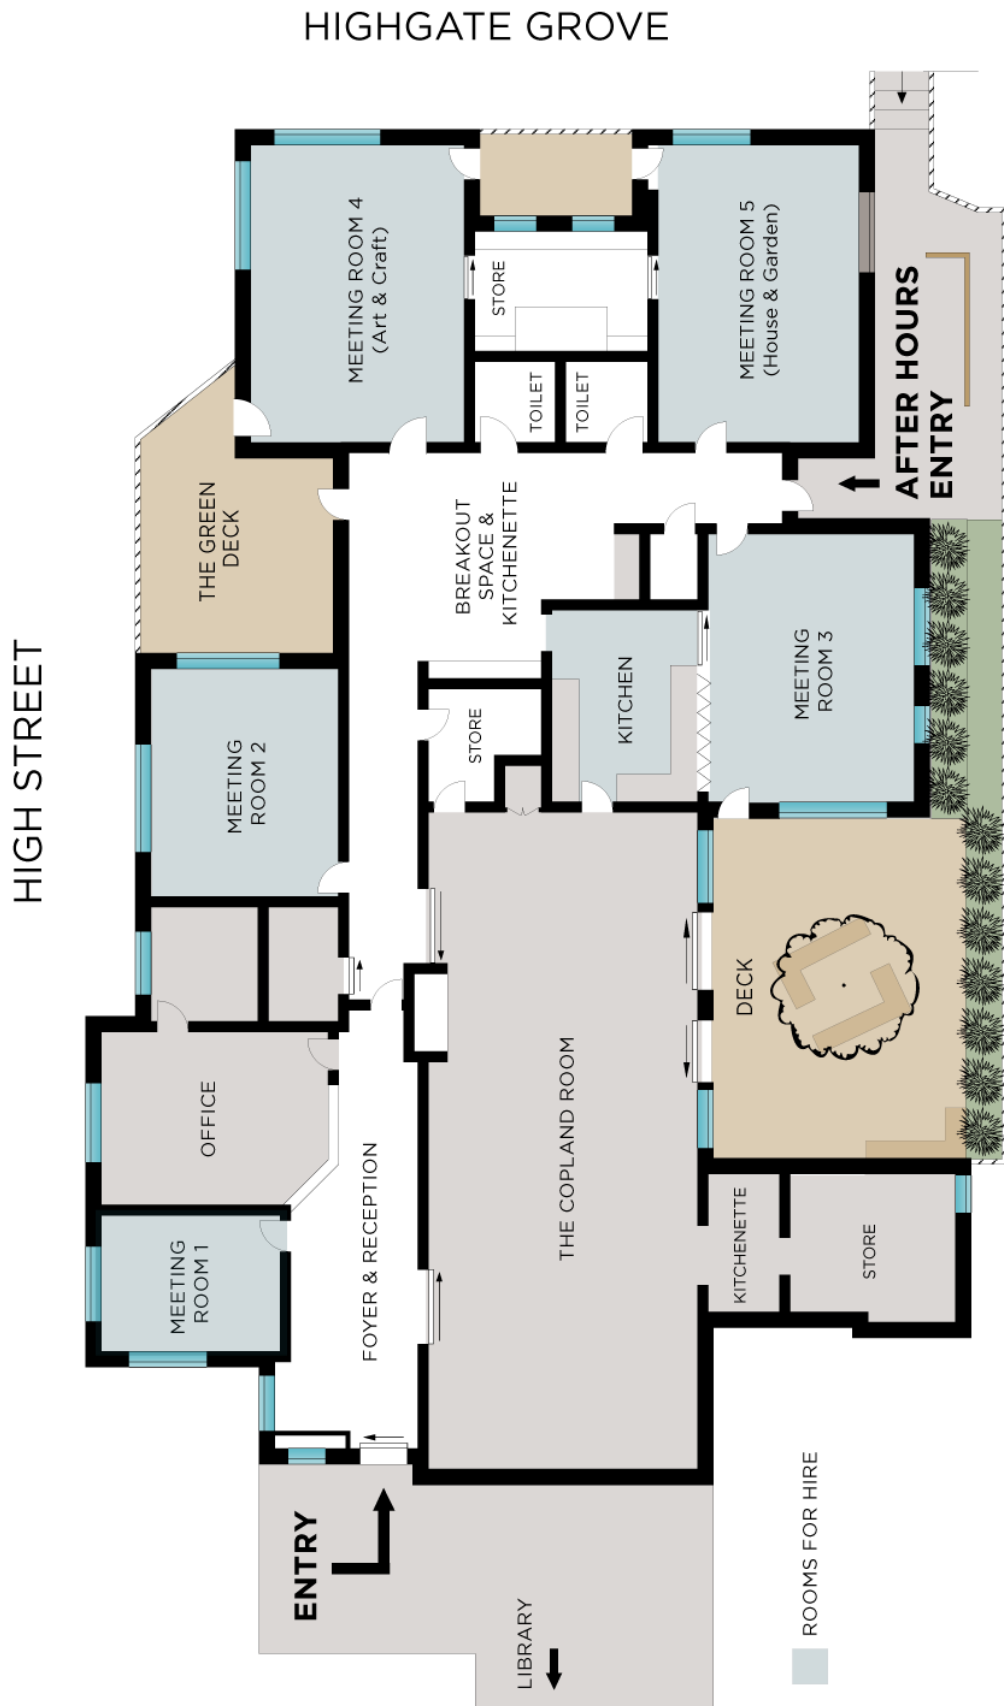 HIGHGATE GROVE
HIGH STREET
MEETING ROOM 4
(Art & Craft)
STORE
MEETING ROOM 5
(House & Garden)
TOILET
TOILET
AFTER HOURS
ENTRY
THE GREEN
DECK
BREAKOUT
SPACE &
KITCHENETTE
MEETING
ROOM 2
STORE
KITCHEN
MEETING
ROOM 3
DECK
OFFICE
THE COPLAND ROOM
MEETING
ROOM 1
FOYER & RECEPTION
KITCHENETTE
STORE
ENTRY
LIBRARY
ROOMS FOR HIRE